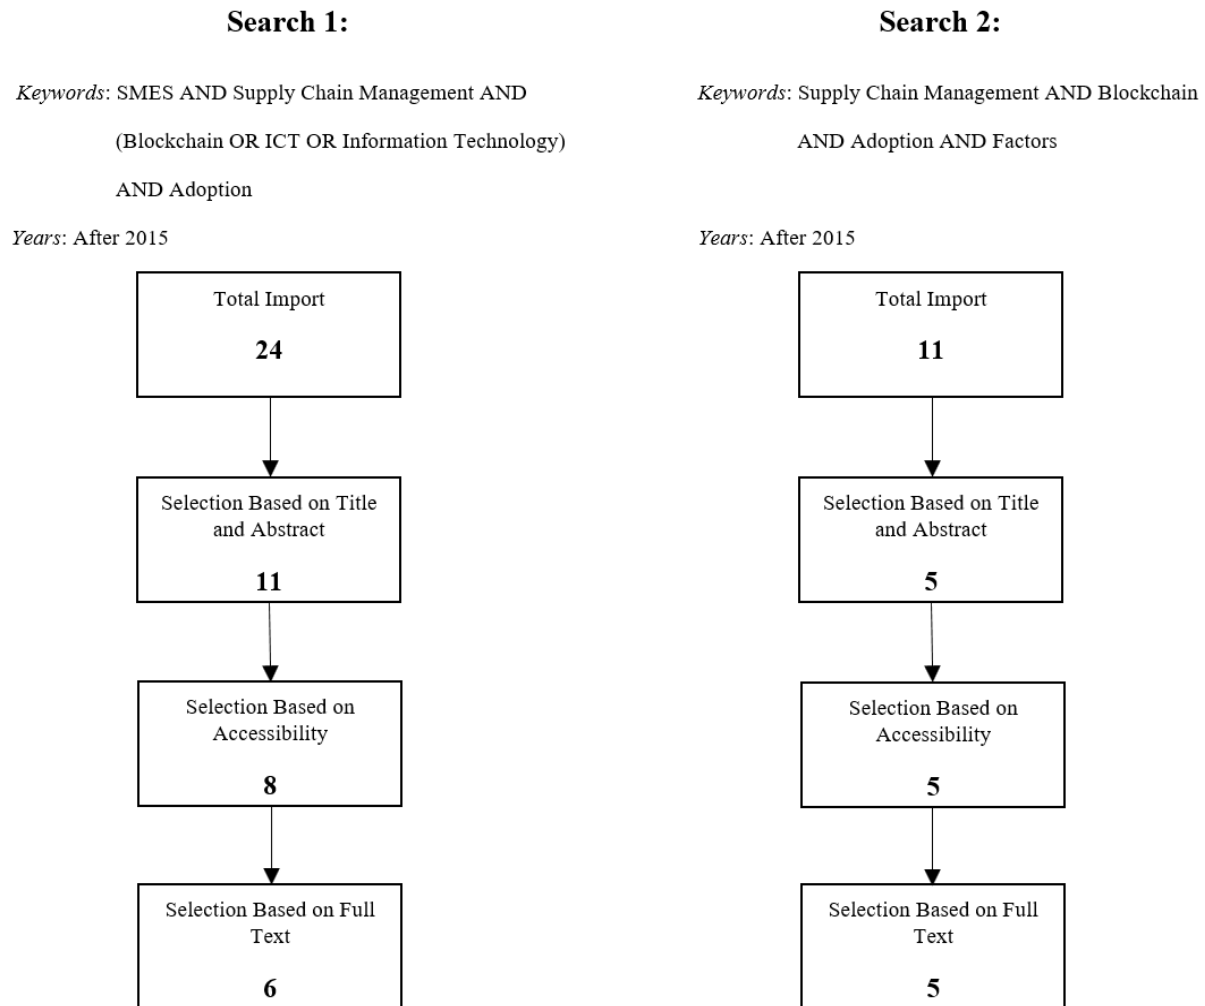 Search 1:
Keywords: SMES AND Supply Chain Management AND
(Blockchain OR ICT OR Information Technology)
AND Adoption
Years: After 2015
Total Import
24
Selection Based on Title
and Abstract
11
Selection Based on
Accessibility
8
Selection Based on Full
Text
6
Search 2:
Keywords: Supply Chain Management AND Blockchain
AND Adoption AND Factors
Years: After 2015
Total Import
11
Selection Based on Title
and Abstract
5
Selection Based on
Accessibility
5
Selection Based on Full
Text
5